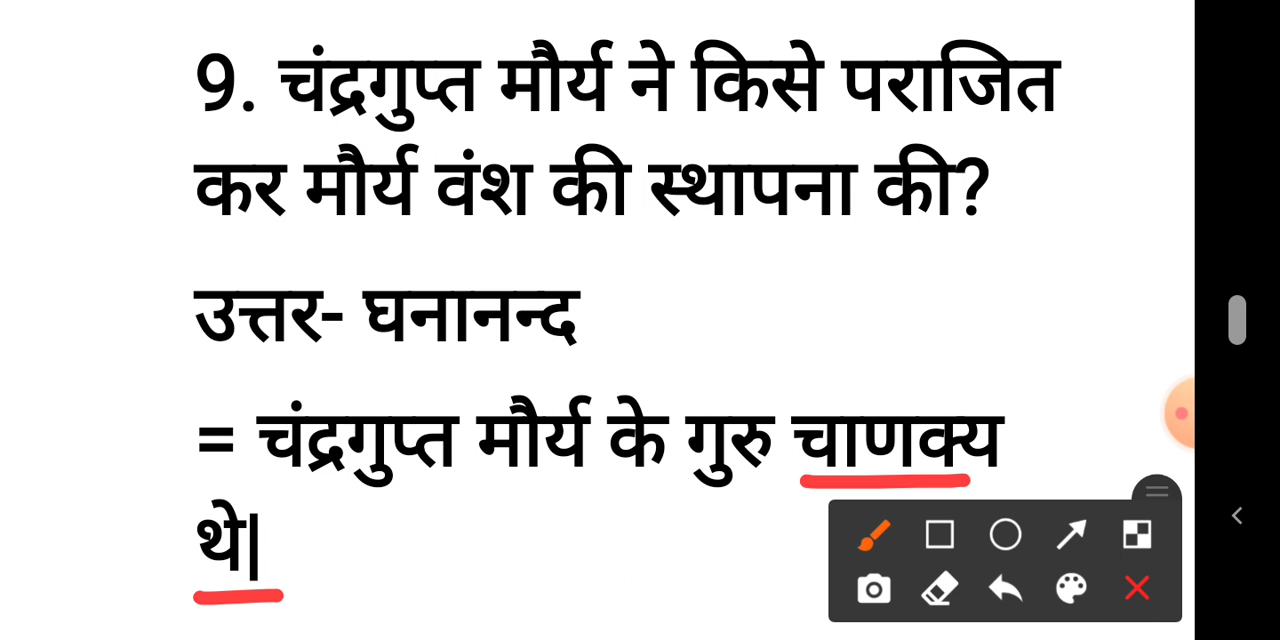 9. चंद्रगुप्त मौर्य ने किसे पराजित
कर मौर्य वंश की स्थापना की?
उत्तर- घनानन्द
= चंद्रगुप्त मौर्य के गुरु चाणक्य
थे|